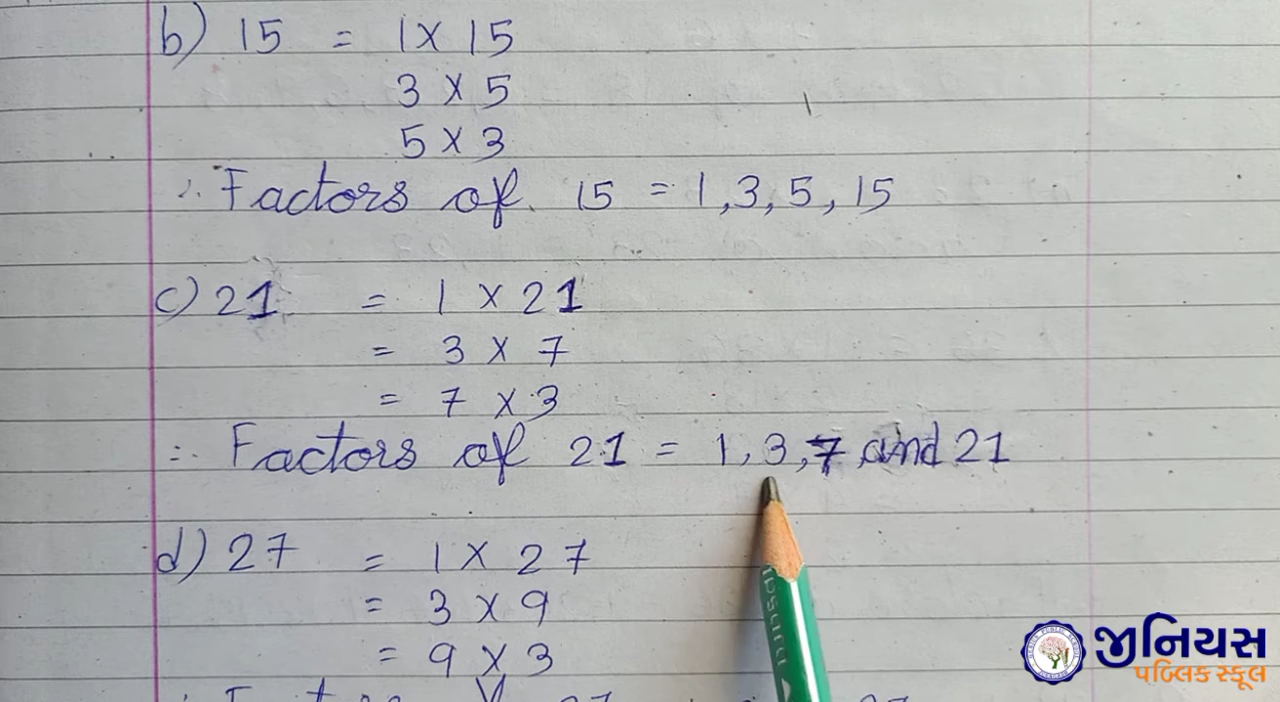 b) 15 = 1 X 15
3 X 5
5 X 3
∴ Factors of 15 = 1, 3, 5, 15
c) 21 = 1 X 21
= 3 X 7
= 7 X 3
∴ Factors of 21 = 1, 3, 7 and 21
d) 27 = 1 X 27
= 3 X 9
= 9 X 3
જીનિયસ
પબ્લિક સ્કૂલ